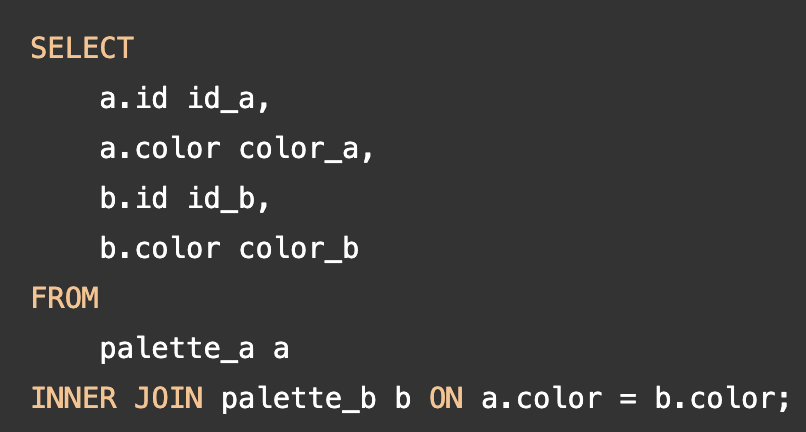 SELECT
    a.id id_a,
    a.color color_a,
    b.id id_b,
    b.color color_b
FROM
    palette_a a
INNER JOIN palette_b b ON a.color = b.color;